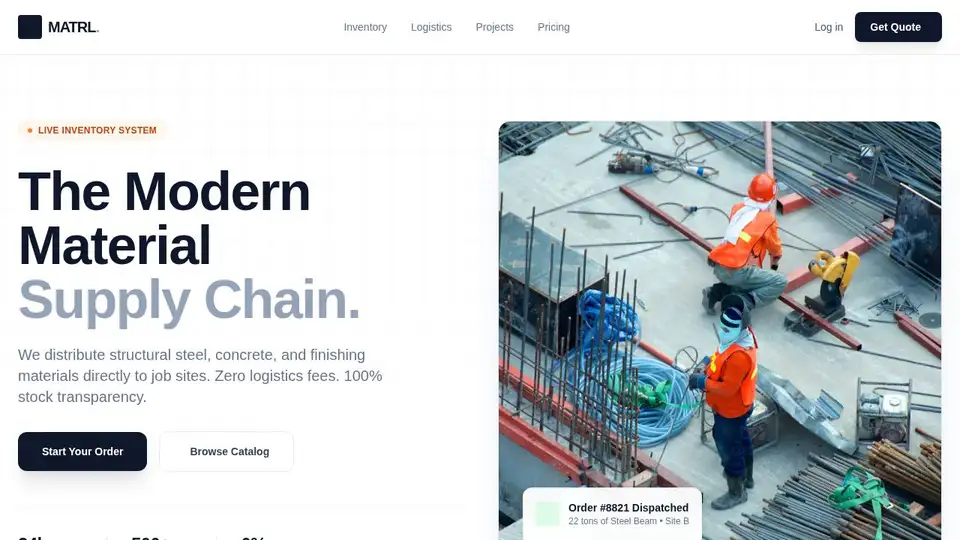 MATRL.
Inventory
Logistics
Projects
Pricing
Log in
Get Quote
LIVE INVENTORY SYSTEM
The Modern
Material
Supply Chain.
We distribute structural steel, concrete, and finishing
materials directly to job sites. Zero logistics fees. 100%
stock transparency.
Start Your Order
Browse Catalog
Order #8821 Dispatched
22 tons of Steel Beam • Site B